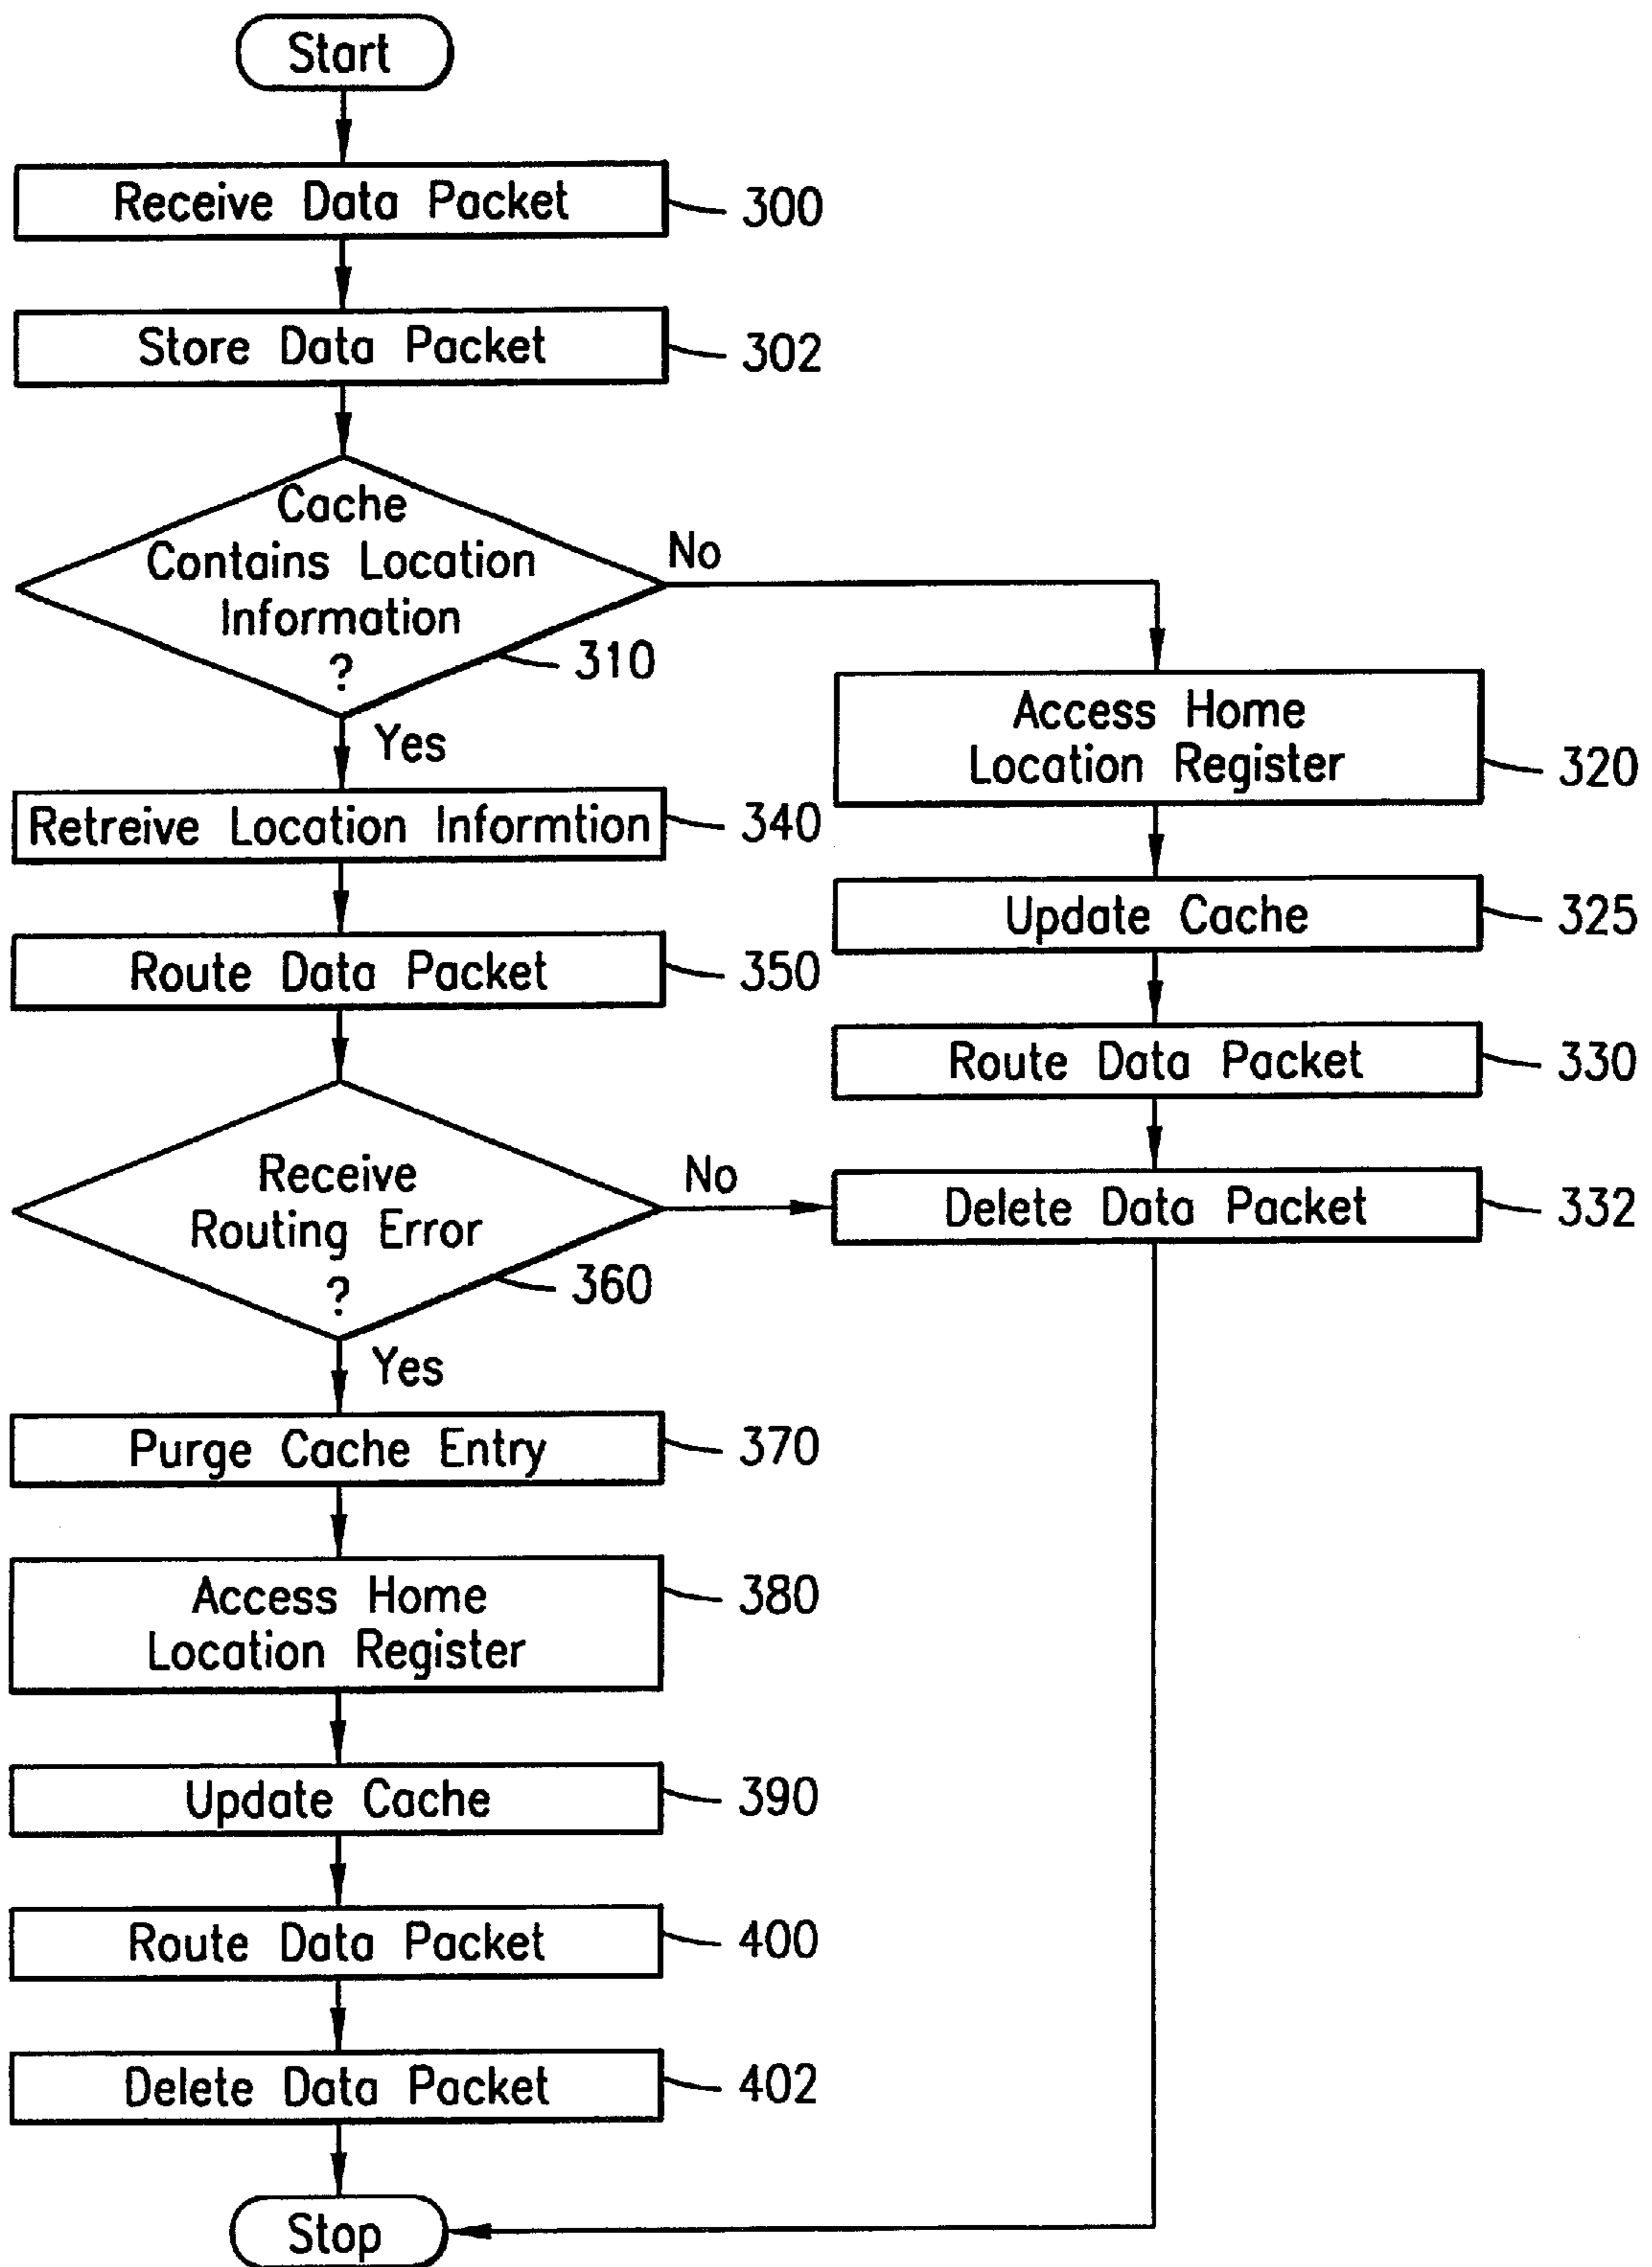 Start
Receive Data Packet
300
Store Data Packet
302
Cache
Contains Location
Information
?
310
No
Yes
Access Home
Location Register
320
Retreive Location Informtion
340
Update Cache
325
Route Data Packet
350
Route Data Packet
330
Receive
Routing Error
?
360
No
Delete Data Packet
332
Yes
Purge Cache Entry
370
Access Home
Location Register
380
Update Cache
390
Route Data Packet
400
Delete Data Packet
402
Stop